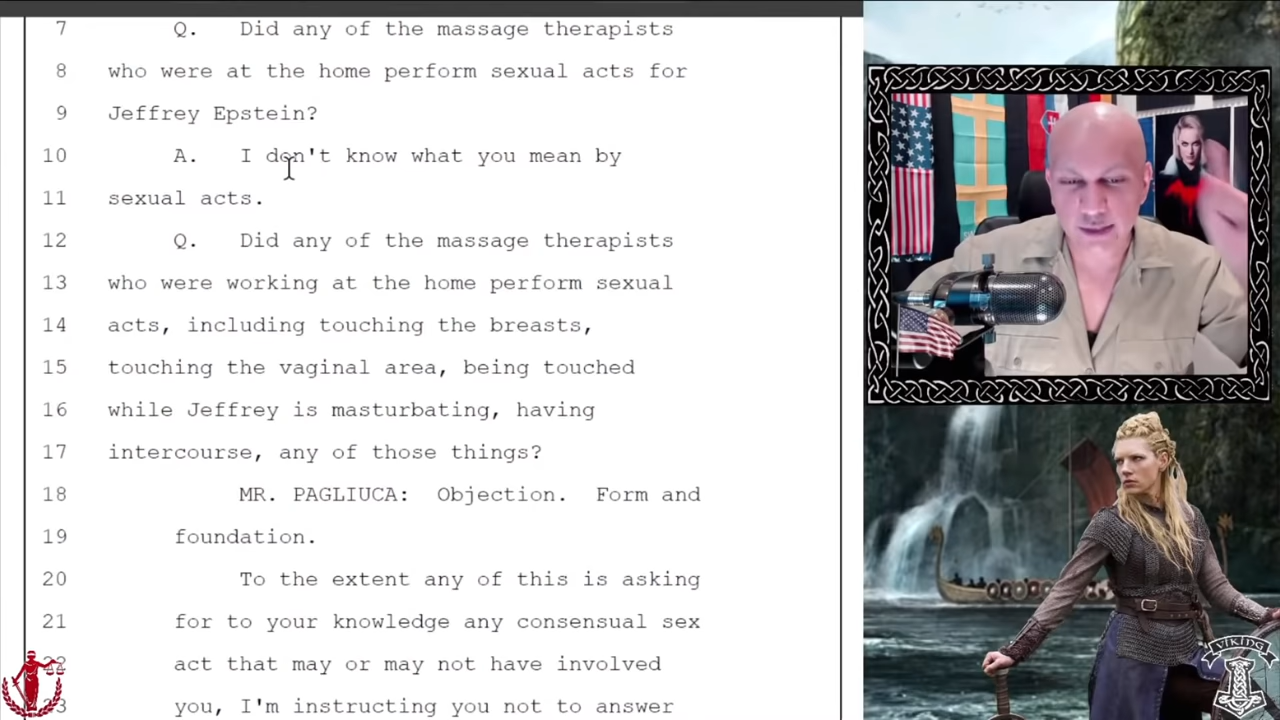 7 Q. Did any of the massage therapists
8 who were at the home perform sexual acts for
9 Jeffrey Epstein?
10 A. I don't know what you mean by
11 sexual acts.
12 Q. Did any of the massage therapists
13 who were working at the home perform sexual
14 acts, including touching the breasts,
15 touching the vaginal area, being touched
16 while Jeffrey is masturbating, having
17 intercourse, any of those things?
18 MR. PAGLIUCA: Objection. Form and
19 foundation.
20 To the extent any of this is asking
21 for to your knowledge any consensual sex
22 act that may or may not have involved
23 you, I'm instructing you not to answer
VIKING